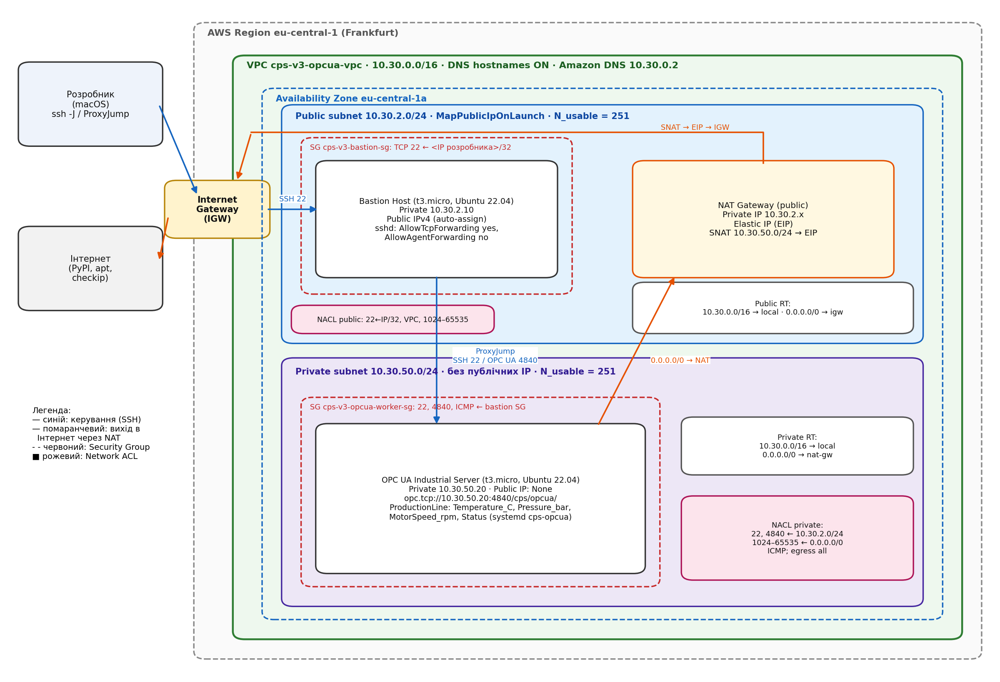 AWS Region eu-central-1 (Frankfurt)
VPC cps-v3-opcua-vpc · 10.30.0.0/16 · DNS hostnames ON · Amazon DNS 10.30.0.2
Розробник
(macOS)
ssh -J / ProxyJump
Availability Zone eu-central-1a
Public subnet 10.30.2.0/24 · MapPublicIpOnLaunch · N_usable = 251
SNAT → EIP → IGW
SG cps-v3-bastion-sg: TCP 22 ← <IP розробника>/32
Internet
Gateway
(IGW)
SSH 22
Bastion Host (t3.micro, Ubuntu 22.04)
Private 10.30.2.10
Public IPv4 (auto-assign)
sshd: AllowTcpForwarding yes,
AllowAgentForwarding no
NAT Gateway (public)
Private IP 10.30.2.x
Elastic IP (EIP)
SNAT 10.30.50.0/24 → EIP
Інтернет
(PyPI, apt,
checkip)
Public RT:
10.30.0.0/16 → local · 0.0.0.0/0 → igw
NACL public: 22←IP/32, VPC, 1024–65535
ProxyJump
SSH 22 / OPC UA 4840
0.0.0.0/0 → NAT
Private subnet 10.30.50.0/24 · без публічних IP · N_usable = 251
SG cps-v3-opcua-worker-sg: 22, 4840, ICMP ← bastion SG
Легенда:
— синій: керування (SSH)
— помаранчевий: вихід в
Інтернет через NAT
- - червоний: Security Group
■ рожевий: Network ACL
Private RT:
10.30.0.0/16 → local
0.0.0.0/0 → nat-gw
OPC UA Industrial Server (t3.micro, Ubuntu 22.04)
Private 10.30.50.20 · Public IP: None
opc.tcp://10.30.50.20:4840/cps/opcua/
ProductionLine: Temperature_C, Pressure_bar,
MotorSpeed_rpm, Status (systemd cps-opcua)
NACL private:
22, 4840 ← 10.30.2.0/24
1024–65535 ← 0.0.0.0/0
ICMP; egress all